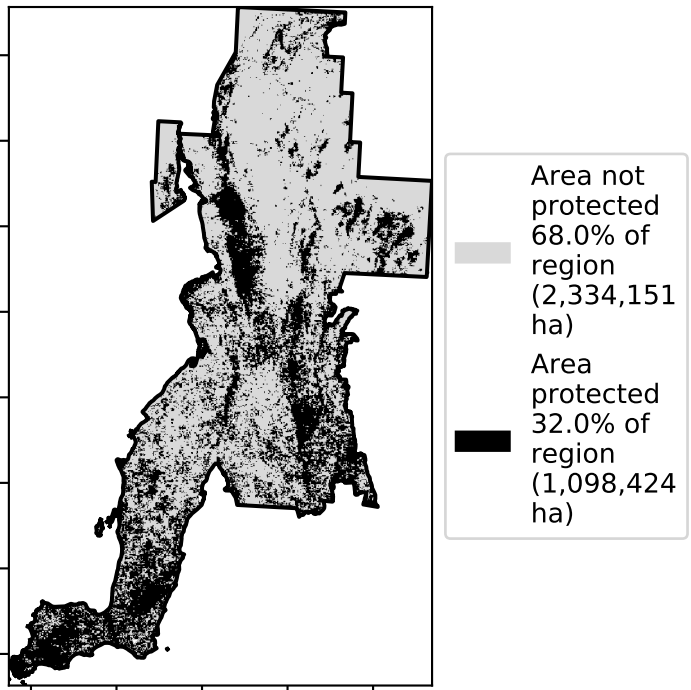 Area not
protected
68.0% of
region
(2,334,151
ha)
Area
protected
32.0% of
region
(1,098,424
ha)